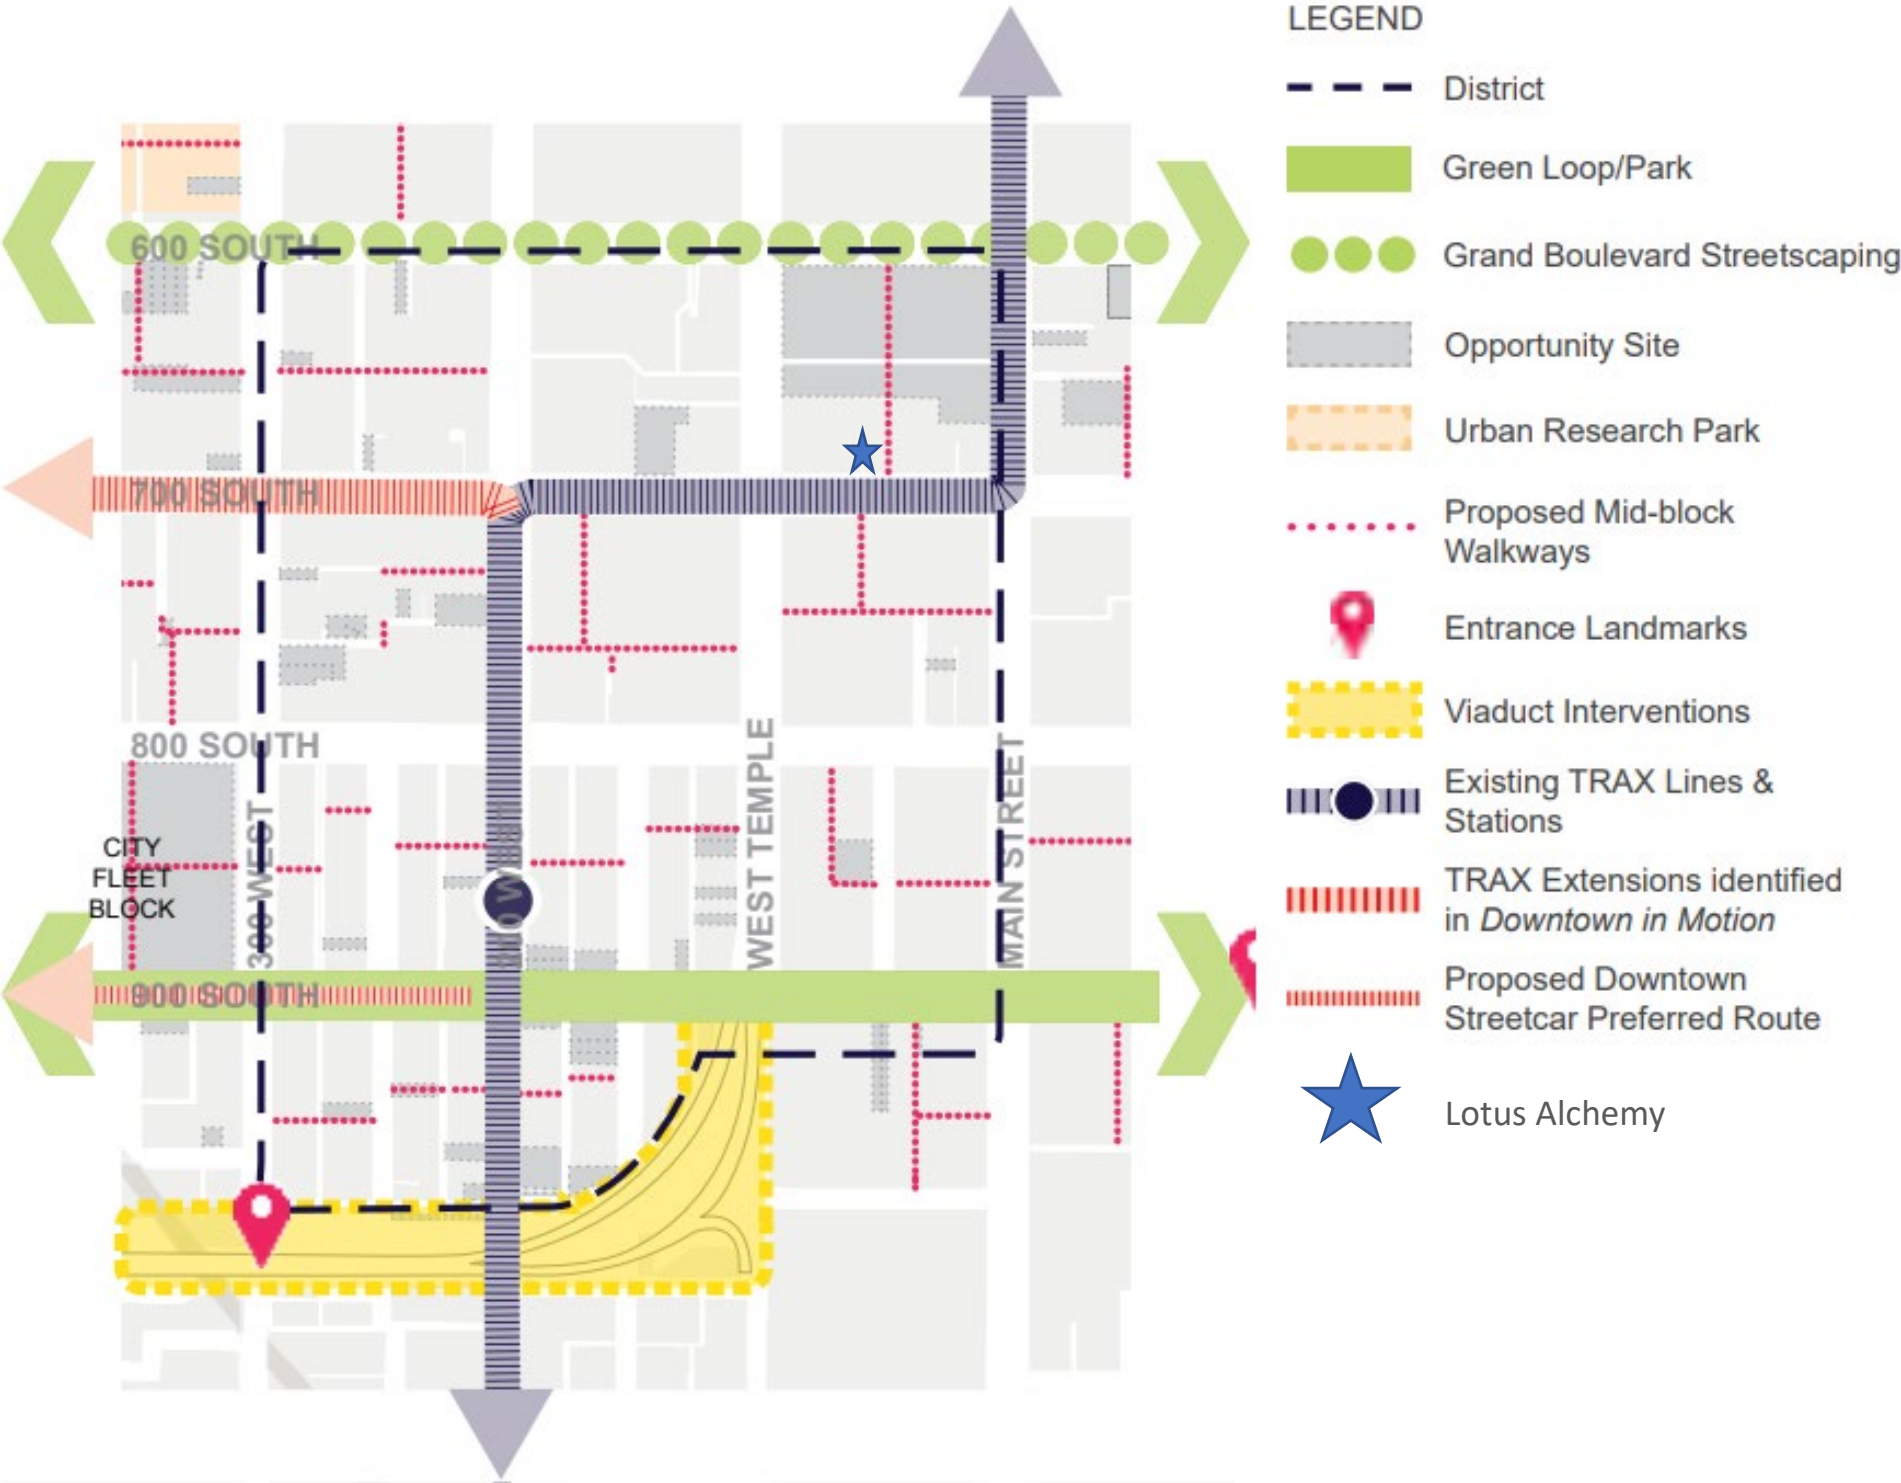 LEGEND
District
Green Loop/Park
Grand Boulevard Streetscaping
Opportunity Site
Urban Research Park
Proposed Mid-block
Walkways
Entrance Landmarks
Viaduct Interventions
Existing TRAX Lines &
Stations
TRAX Extensions identified
in Downtown in Motion
Proposed Downtown
Streetcar Preferred Route
Lotus Alchemy
600 SOUTH
700 SOUTH
800 SOUTH
CITY
FLEET
BLOCK
300 WEST
WEST
WEST TEMPLE
MAIN STREET
900 SOUTH